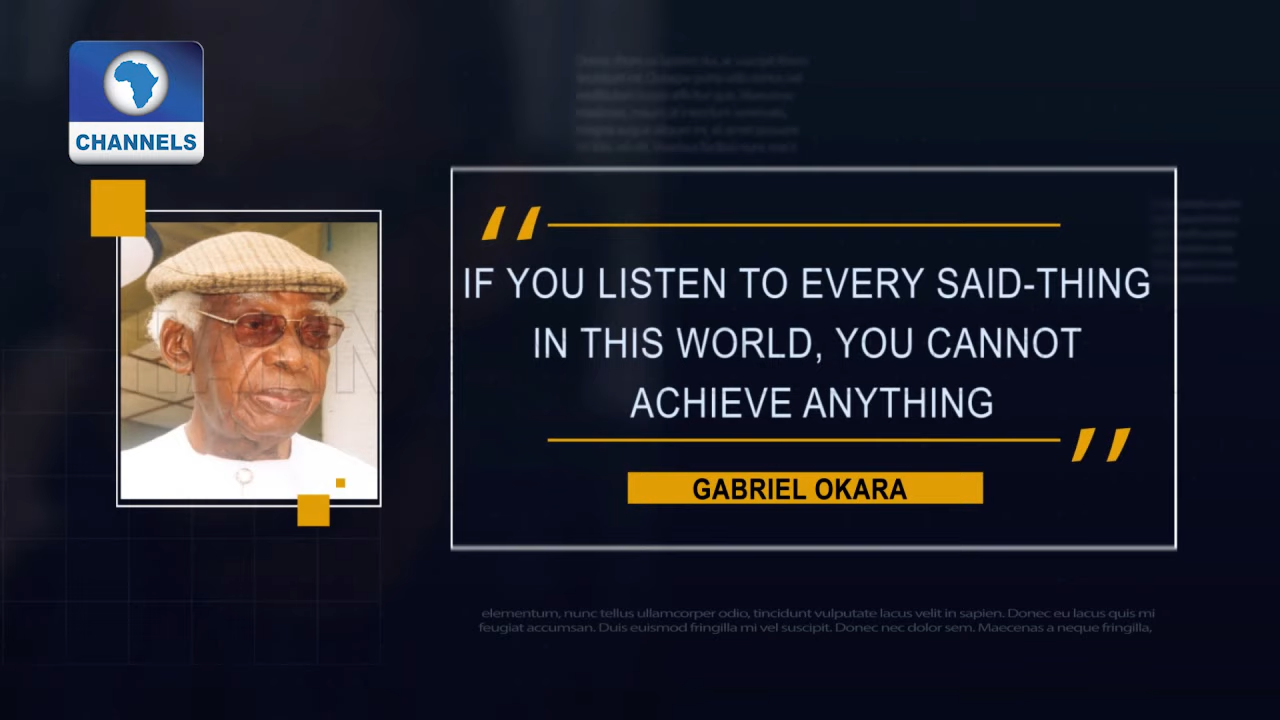 CHANNELS
“
IF YOU LISTEN TO EVERY SAID-THING
IN THIS WORLD, YOU CANNOT
ACHIEVE ANYTHING
”
GABRIEL OKARA
elementum, nunc tellus ullamcorper odio, tincidunt vulputate lacus velit in sapien. Donec eu lacus quis mi
feugiat accumsan. Duis euismod fringilla mi vel suscipit. Donec nec dolor sem. Maecenas a neque fringilla,